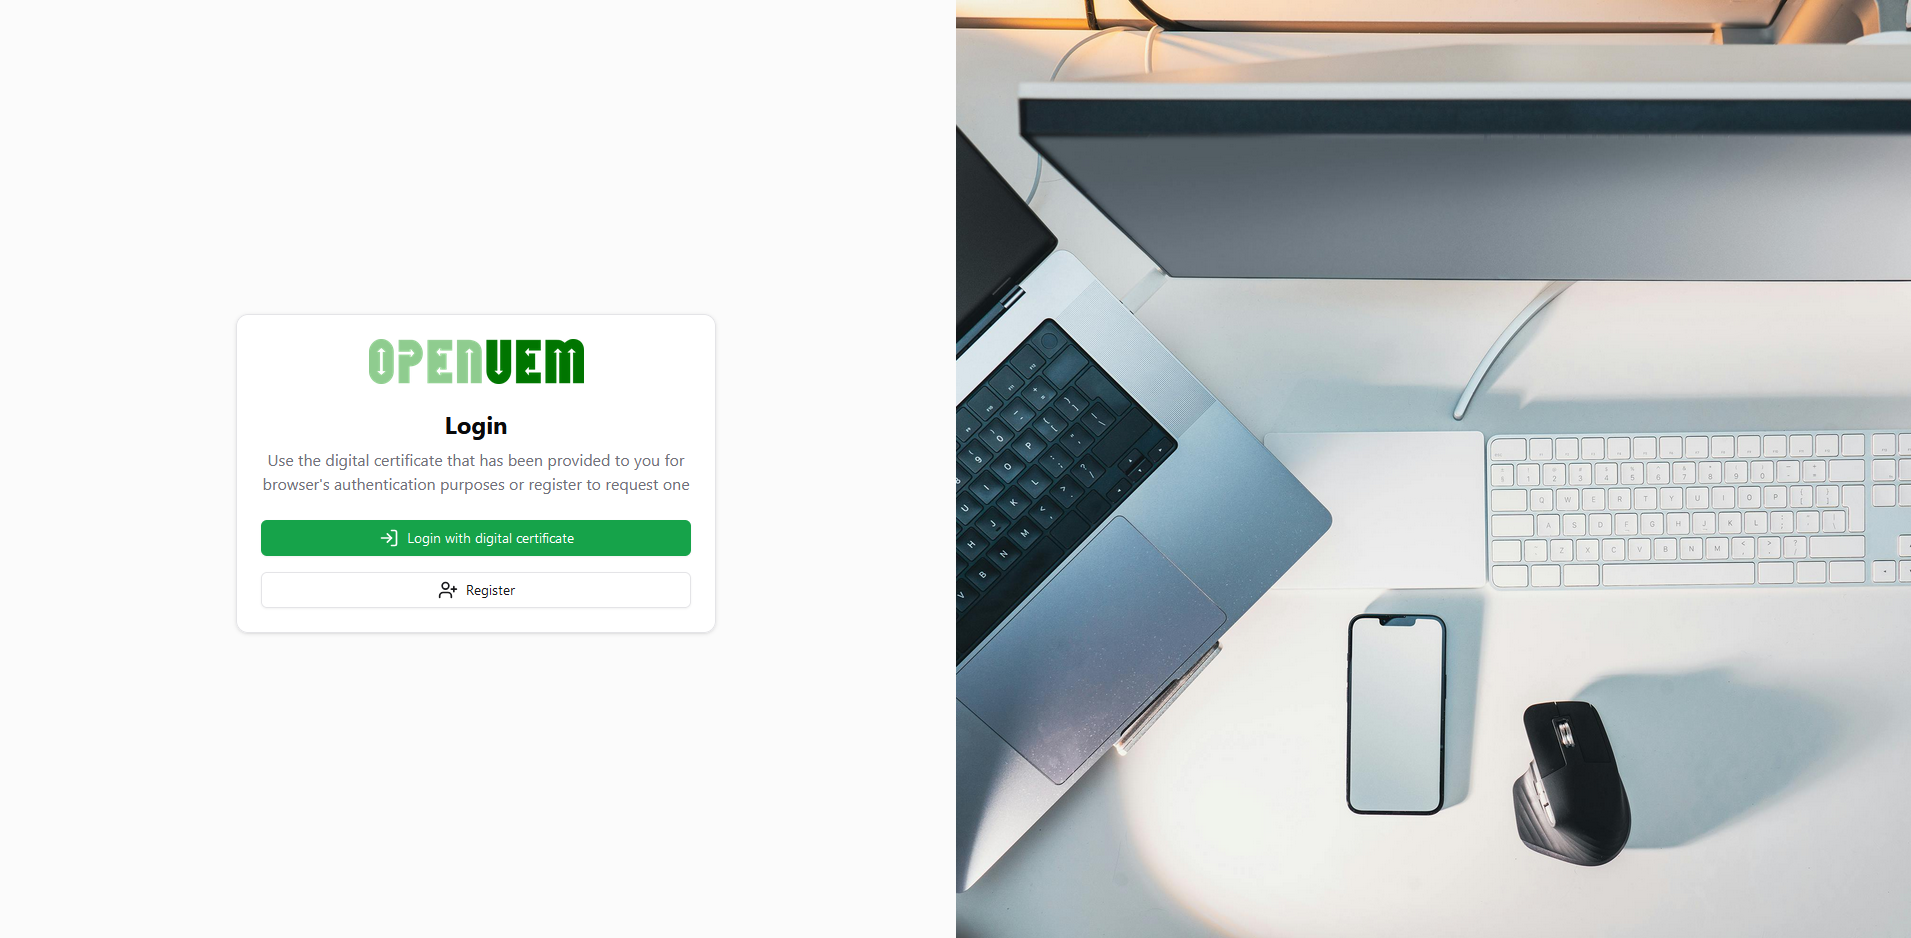 OPENUEM
Login
Use the digital certificate that has been provided to you for
browser's authentication purposes or register to request one
Login with digital certificate
Register